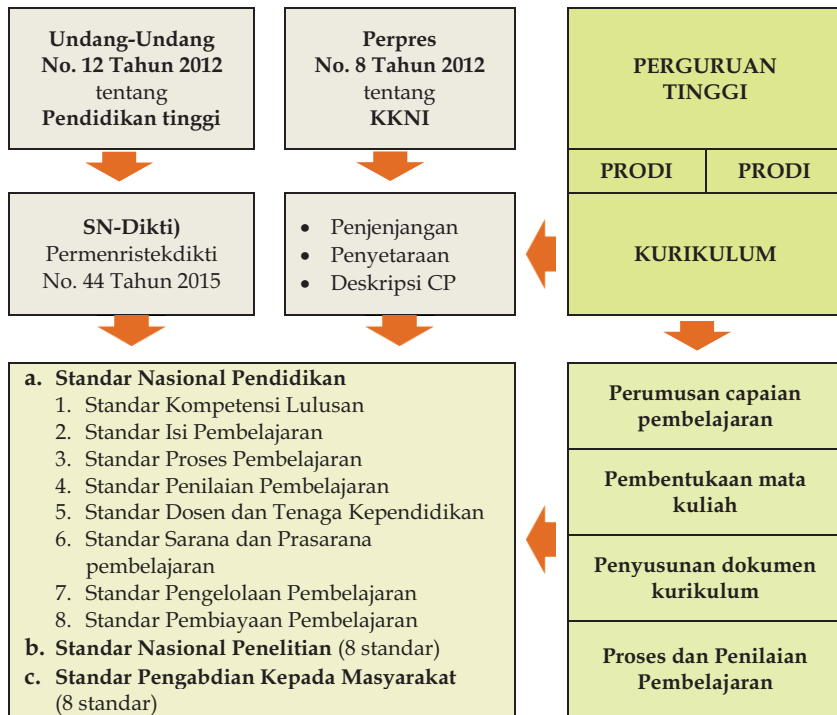 Undang-Undang
No. 12 Tahun 2012
tentang
Pendidikan tinggi
Perpres
No. 8 Tahun 2012
tentang
KKNI
PERGURUAN
TINGGI
PRODI
PRODI
SN-Dikti)
Permenristekdikti
No. 44 Tahun 2015
• Penjenjangan
• Penyetaraan
• Deskripsi CP
KURIKULUM
a. Standar Nasional Pendidikan
1. Standar Kompetensi Lulusan
2. Standar Isi Pembelajaran
3. Standar Proses Pembelajaran
4. Standar Penilaian Pembelajaran
5. Standar Dosen dan Tenaga Kependidikan
6. Standar Sarana dan Prasarana
pembelajaran
7. Standar Pengelolaan Pembelajaran
8. Standar Pembiayaan Pembelajaran
b. Standar Nasional Penelitian (8 standar)
c. Standar Pengabdian Kepada Masyarakat
(8 standar)
Perumusan capaian
pembelajaran
Pembentukaan mata
kuliah
Penyusunan dokumen
kurikulum
Proses dan Penilaian
Pembelajaran